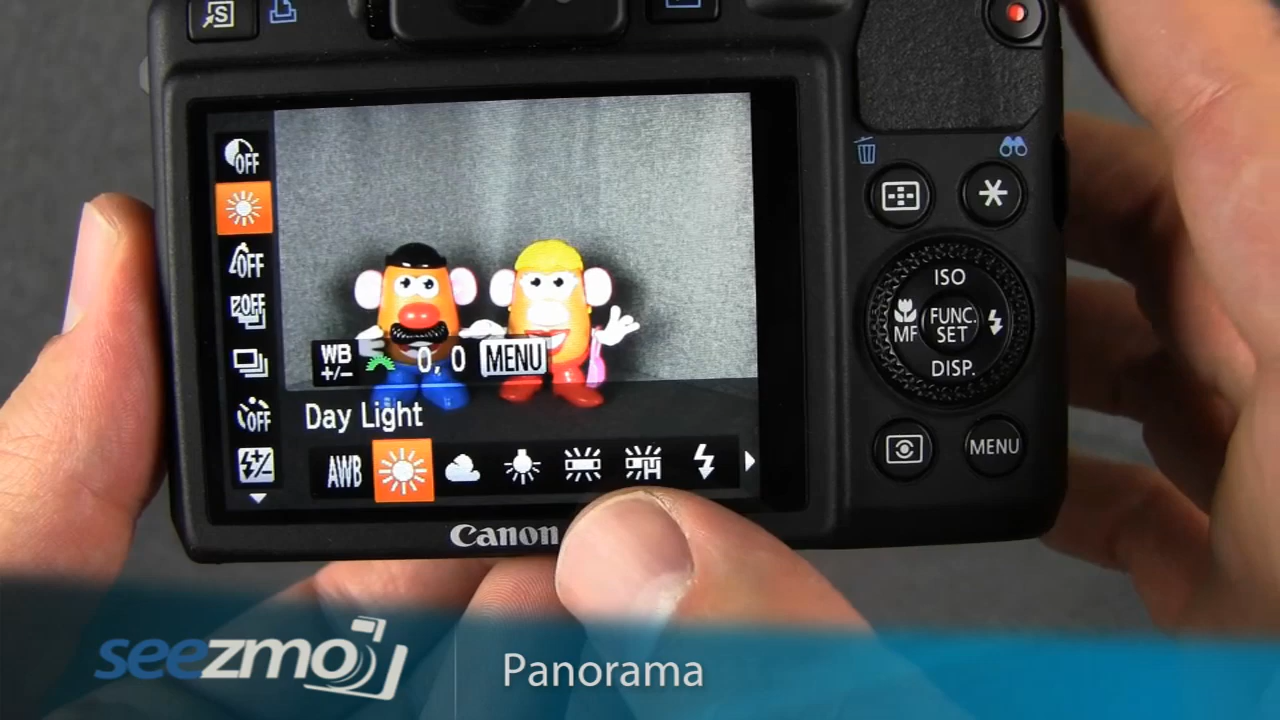 S
OFF
OFF
OFF
OFF
WB
+/-
0, 0
MENU
Day Light
AWB
H
Canon
ISO
MF
FUNC.
SET
DISP.
MENU
seezmo
Panorama